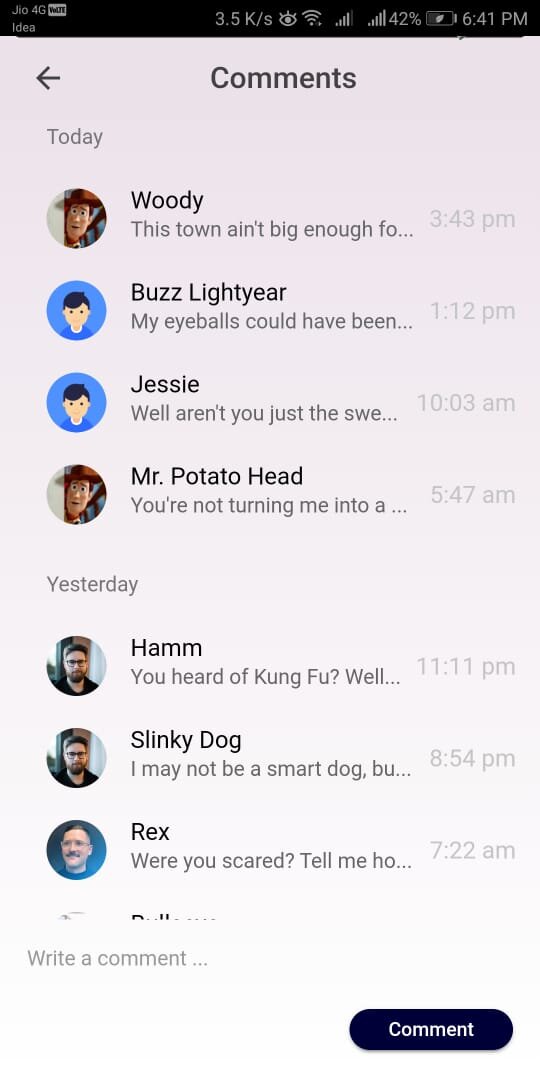 Jio 4G VoLTE
Idea
3.5 K/s 42% 6:41 PM
Comments
Today
Woody
This town ain't big enough fo... 3:43 pm
Buzz Lightyear
My eyeballs could have been... 1:12 pm
Jessie
Well aren't you just the swe... 10:03 am
Mr. Potato Head
You're not turning me into a ... 5:47 am
Yesterday
Hamm
You heard of Kung Fu? Well... 11:11 pm
Slinky Dog
I may not be a smart dog, bu... 8:54 pm
Rex
Were you scared? Tell me ho... 7:22 am
Write a comment ...
Comment